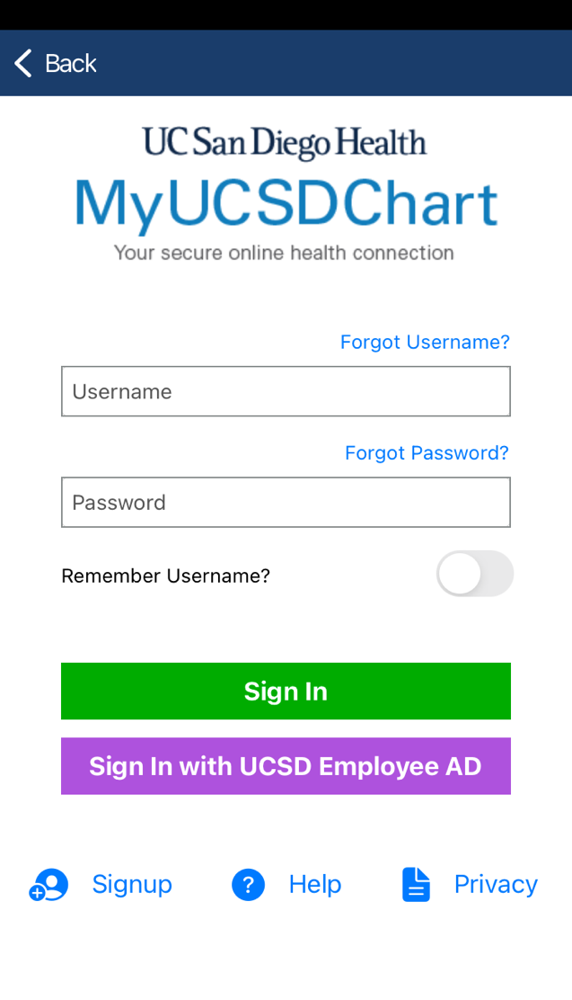 Back
UC San Diego Health
MyUCSDChart
Your secure online health connection
Forgot Username?
Username
Forgot Password?
Password
Remember Username?
Sign In
Sign In with UCSD Employee AD
Signup ? Help Privacy